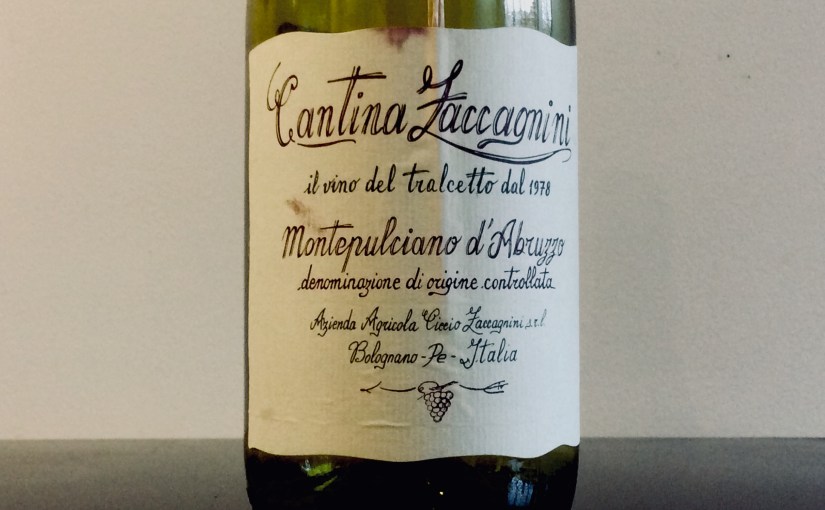 Cantina Zaccagnini
il vino del tralcetto dal 1978
Montepulciano d'Abruzzo
denominazione di origine controllata
Azienda Agricola "Ciccio Zaccagnini s.r.l.
Bolognano - Pe - Italia